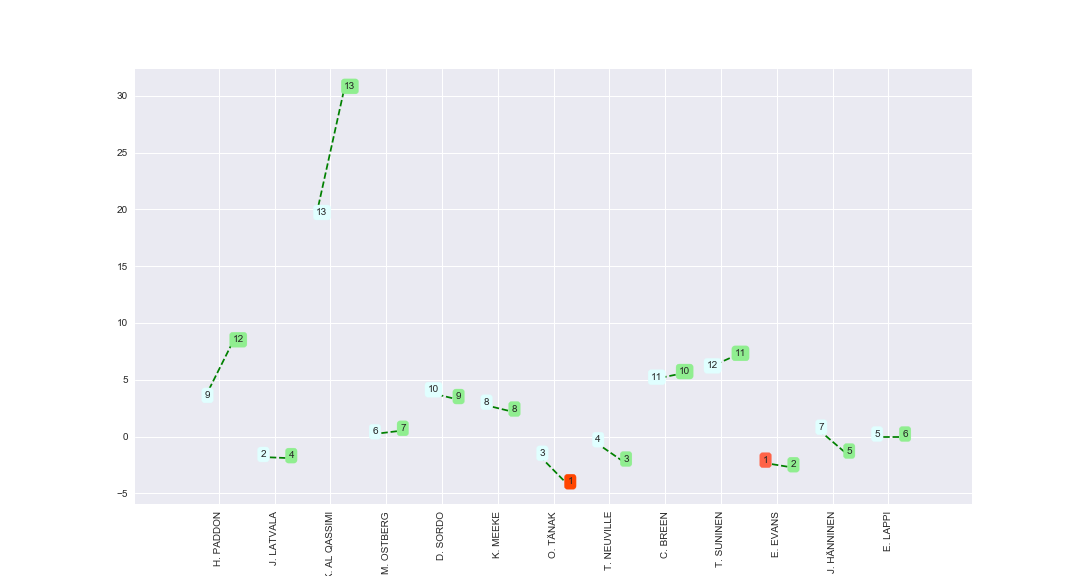 30
25
20
15
10
5
0
−5
9
12
2
4
13
13
6
7
10
9
8
8
3
1
4
3
11
10
12
11
1
2
7
5
5
6
H. PADDON
J. LATVALA
K. AL QASSIMI
M. OSTBERG
D. SORDO
K. MEEKE
O. TÄNAK
T. NEUVILLE
C. BREEN
T. SUNINEN
E. EVANS
J. HÄNNINEN
E. LAPPI